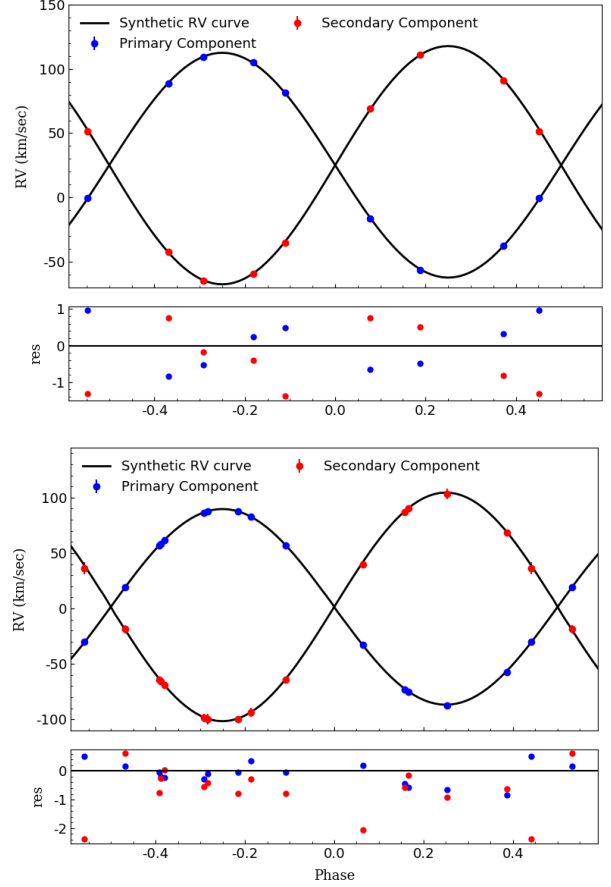 150
Synthetic RV curve
Secondary Component
Primary Component
100
50
0
-50
RV (km/sec)
1
0
-1
res
-0.4 -0.2 0.0 0.2 0.4
Synthetic RV curve
Secondary Component
Primary Component
100
50
0
-50
-100
RV (km/sec)
0
-1
-2
res
-0.4 -0.2 0.0 0.2 0.4
Phase